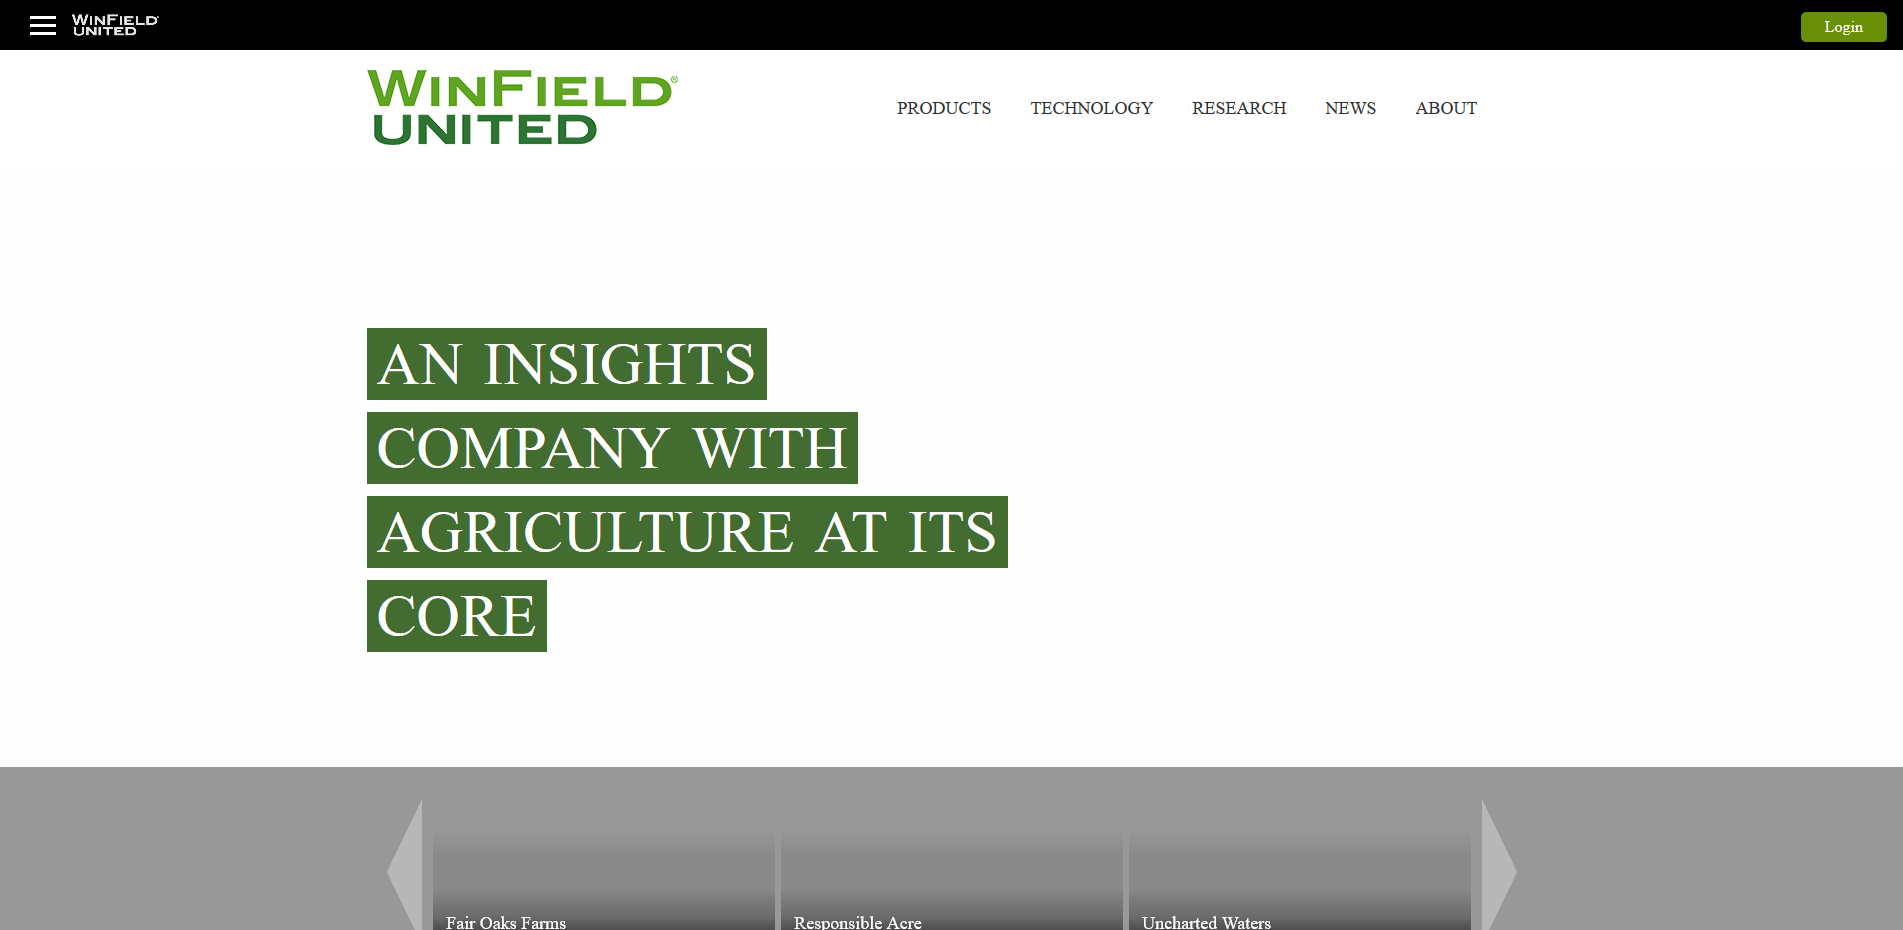 WINFIELD®
UNITED
Login
WINFIELD®
UNITED
PRODUCTS TECHNOLOGY RESEARCH NEWS ABOUT
AN INSIGHTS
COMPANY WITH
AGRICULTURE AT ITS
CORE
Fair Oaks Farms
Responsible Acre
Uncharted Waters